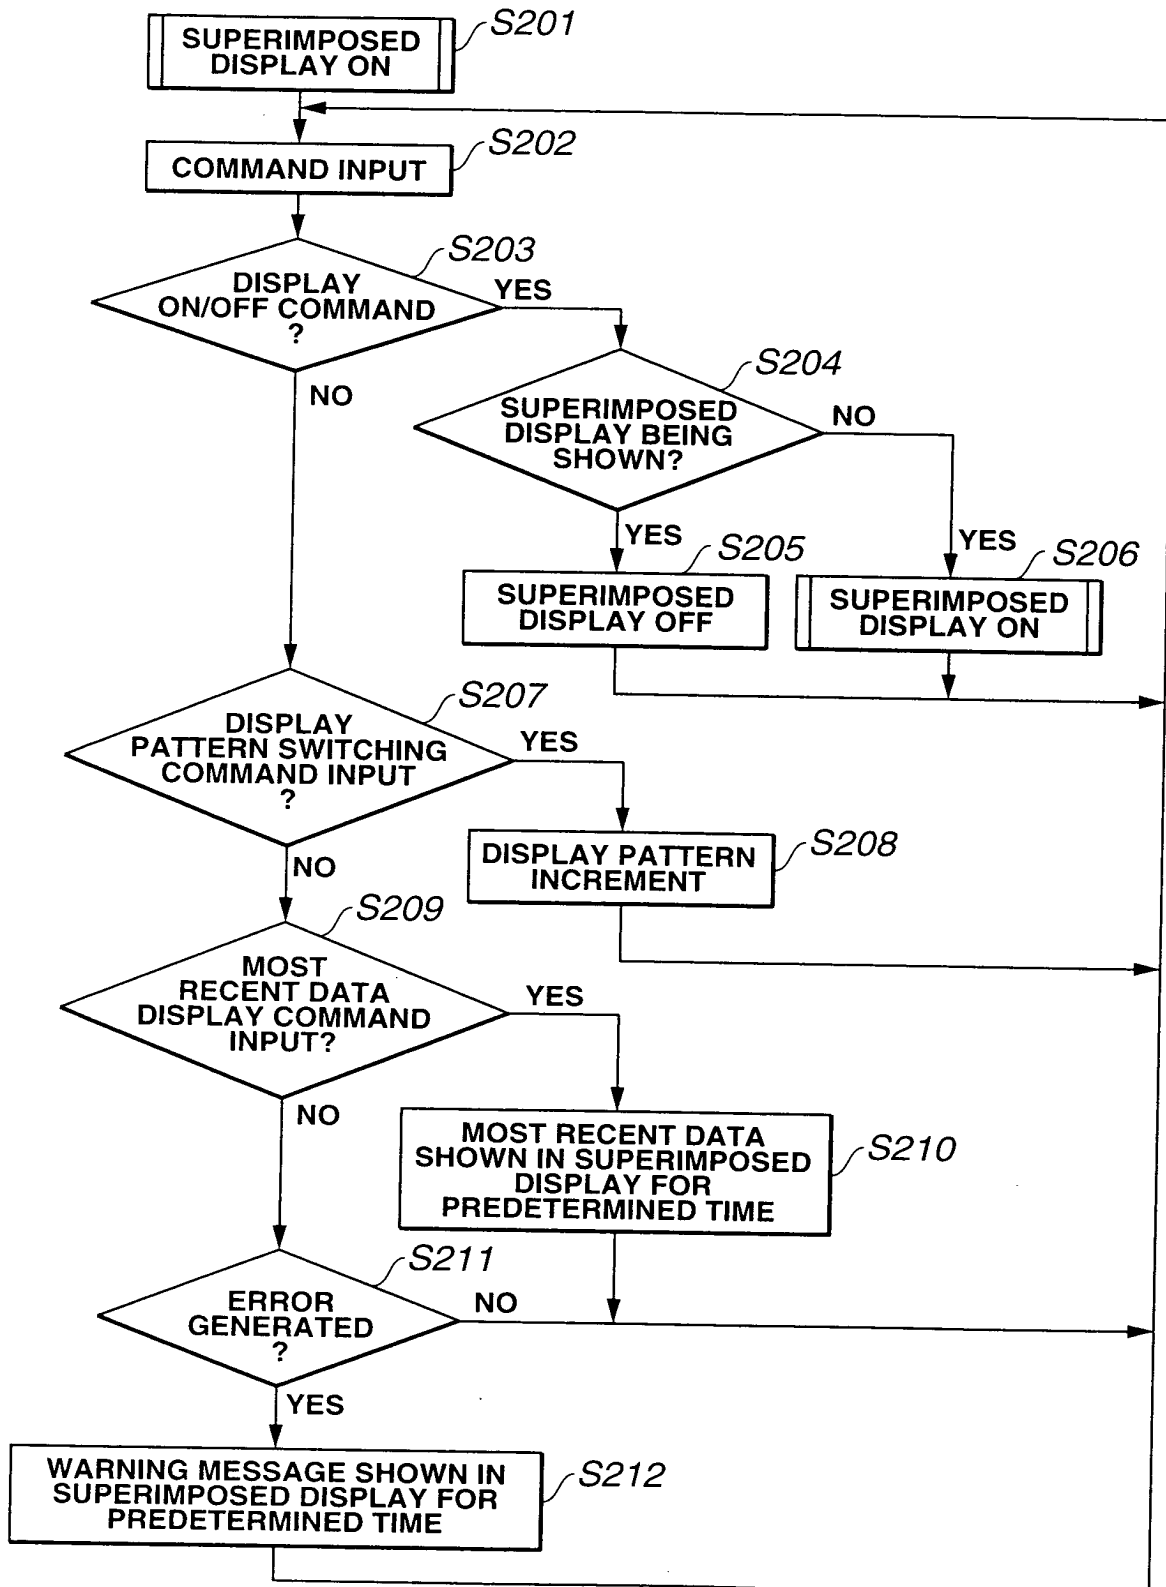 S201
SUPERIMPOSED
DISPLAY ON
S202
COMMAND INPUT
S203
DISPLAY
ON/OFF COMMAND
?
YES
NO
S204
SUPERIMPOSED
DISPLAY BEING
SHOWN?
NO
YES
YES
S205
SUPERIMPOSED
DISPLAY OFF
S206
SUPERIMPOSED
DISPLAY ON
S207
DISPLAY
PATTERN SWITCHING
COMMAND INPUT
?
YES
NO
S208
DISPLAY PATTERN
INCREMENT
S209
MOST
RECENT DATA
DISPLAY COMMAND
INPUT?
YES
NO
S210
MOST RECENT DATA
SHOWN IN SUPERIMPOSED
DISPLAY FOR
PREDETERMINED TIME
S211
ERROR
GENERATED
?
NO
YES
S212
WARNING MESSAGE SHOWN IN
SUPERIMPOSED DISPLAY FOR
PREDETERMINED TIME